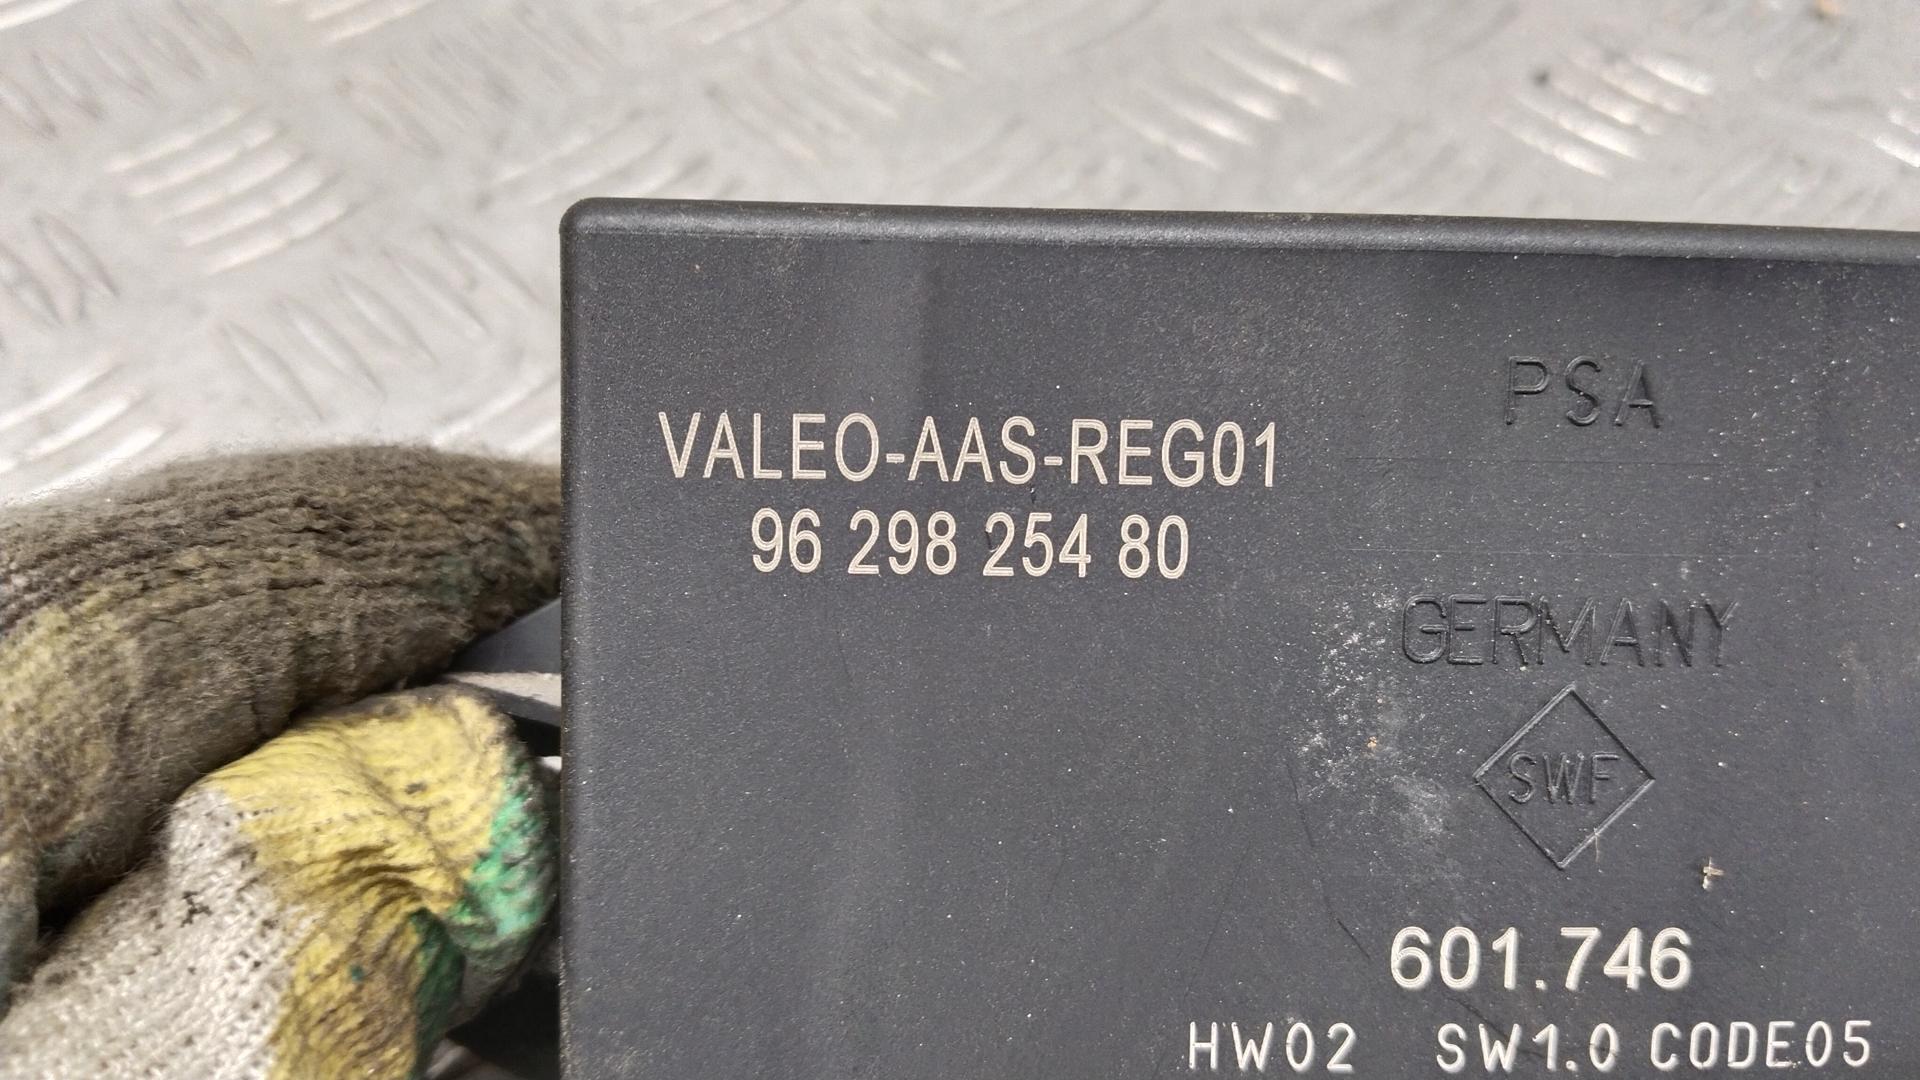 PSA
VALEO-AAS-REG01
96 298 254 80
GERMANY
SWF
601.746
HW02 SW1.0 CODE05